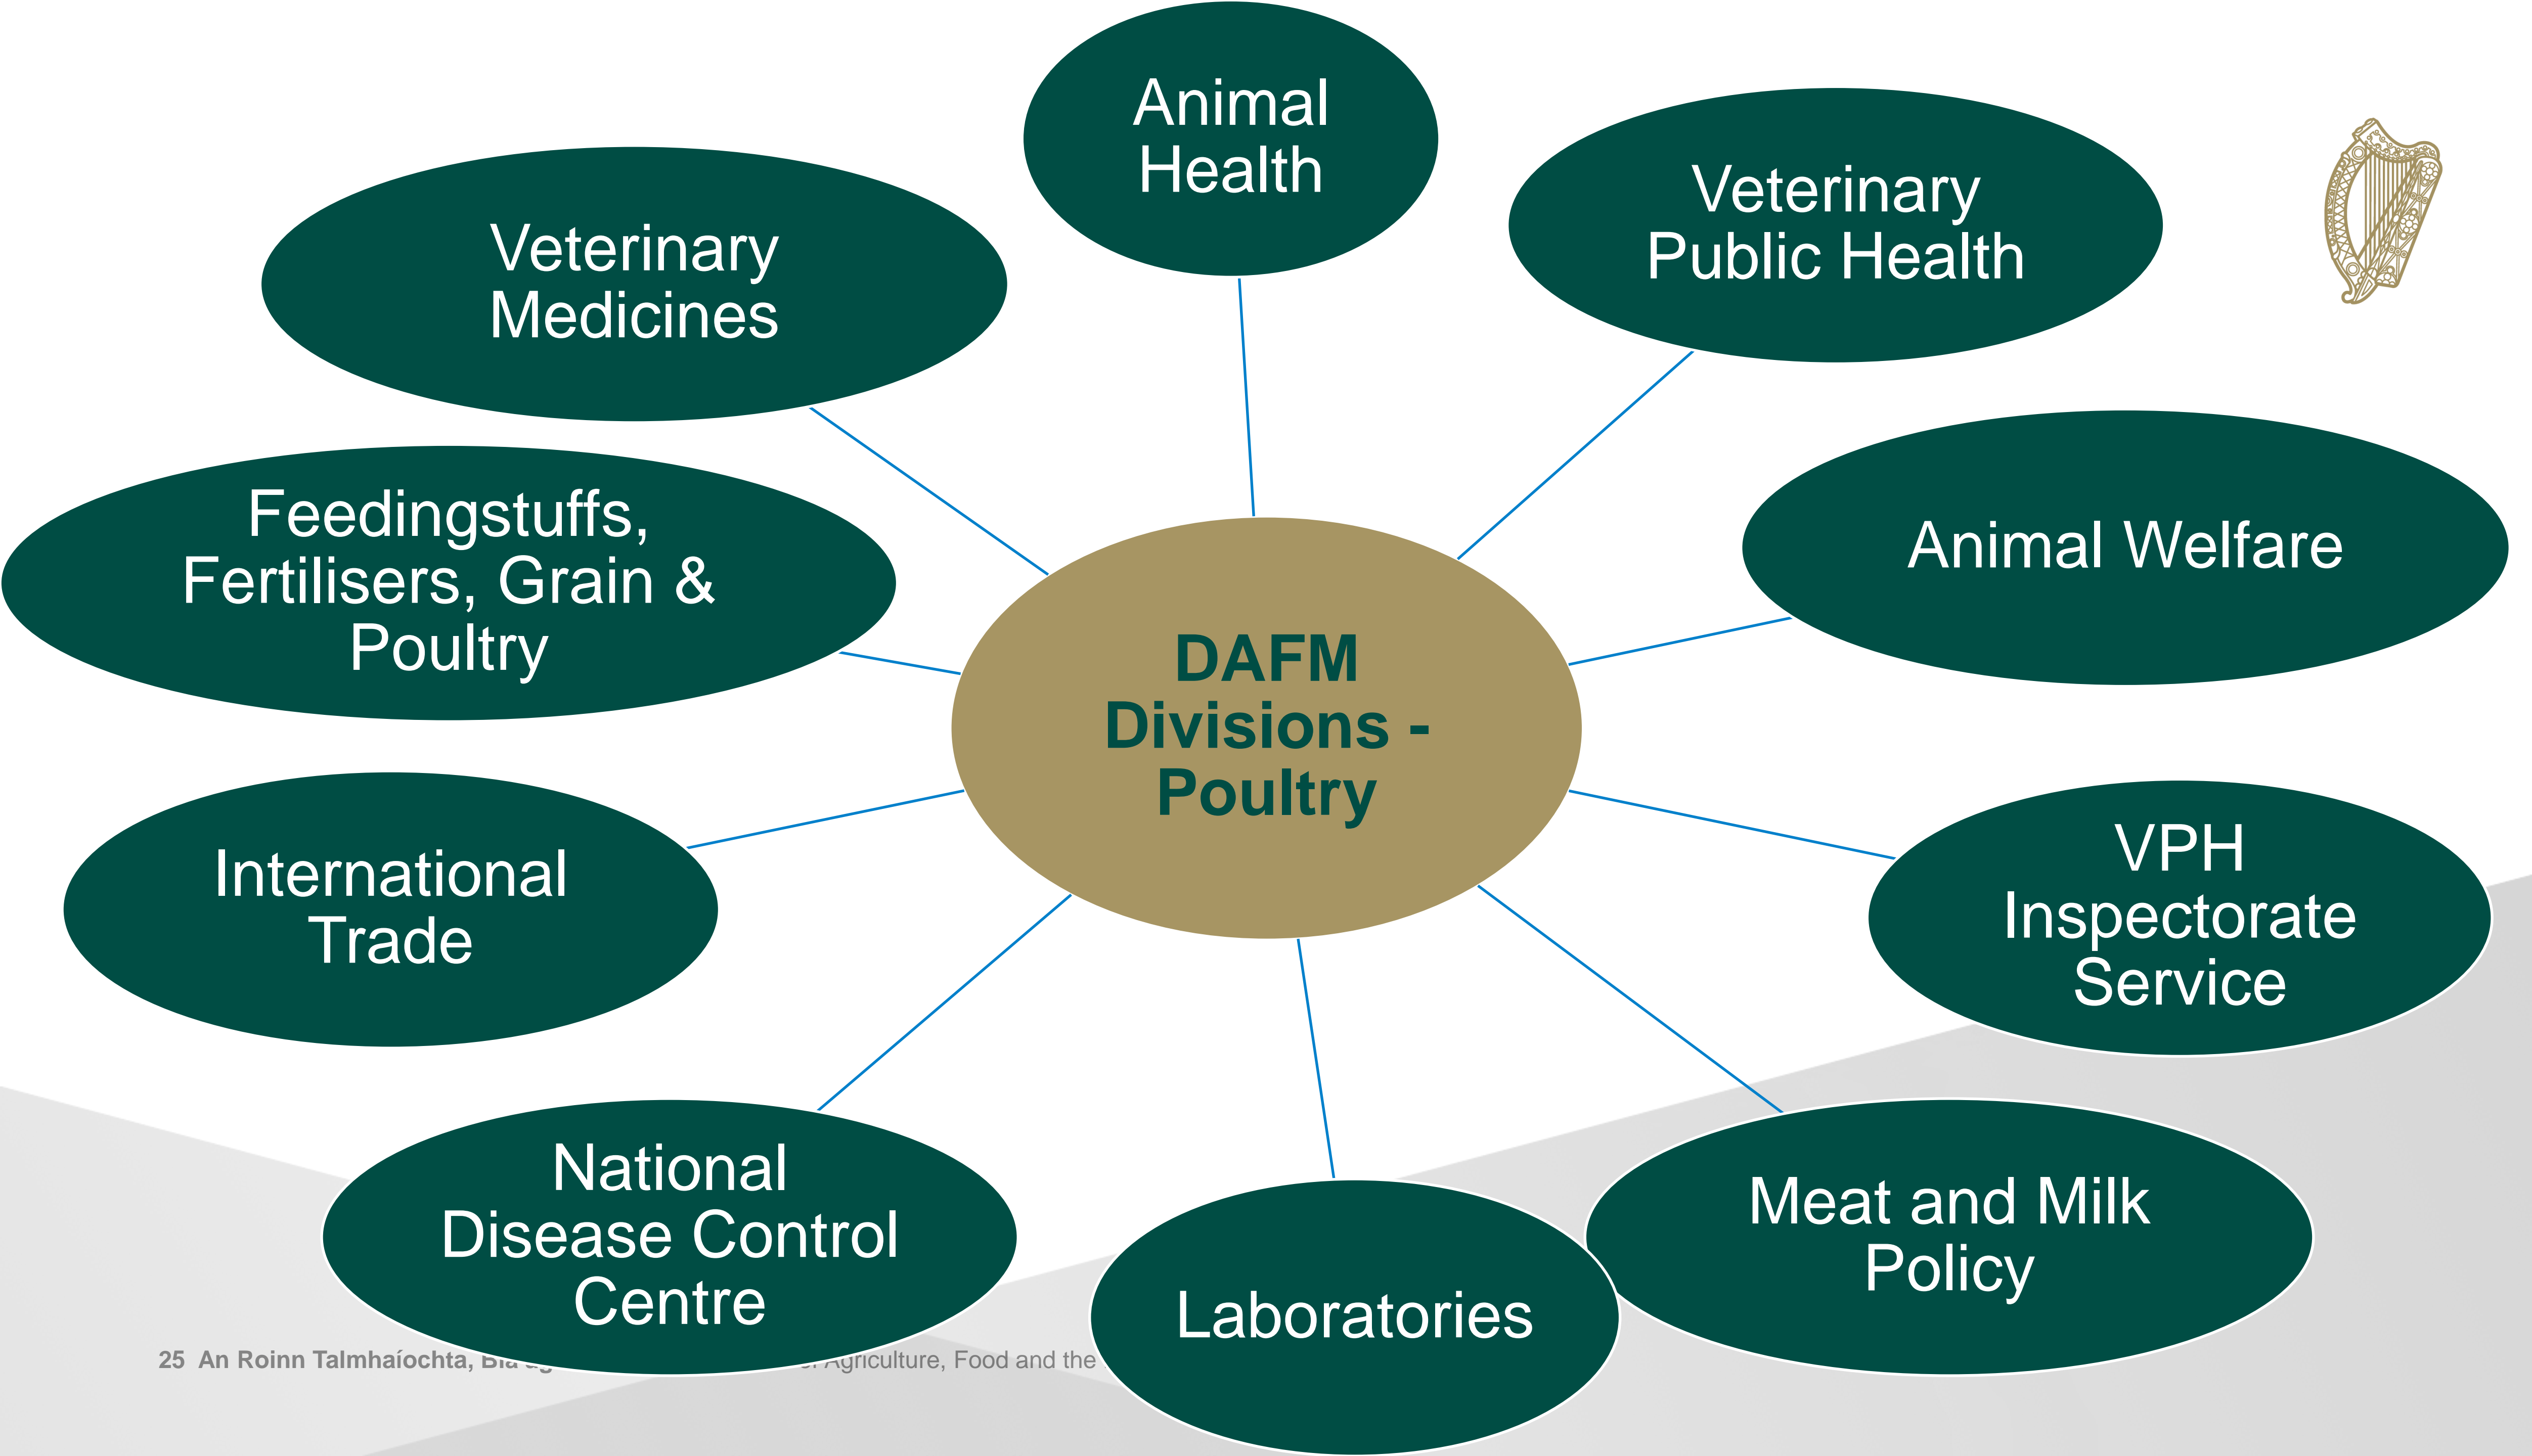 Animal
Health
Veterinary
Public Health
Animal Welfare
VPH
Inspectorate
Service
Meat and Milk
Policy
Laboratories
National
Disease Control
Centre
International
Trade
Feedingstuffs,
Fertilisers, Grain &
Poultry
Veterinary
Medicines
DAFM
Divisions -
Poultry
25 An Roinn Talmhaíochta, Agriculture, Food and the